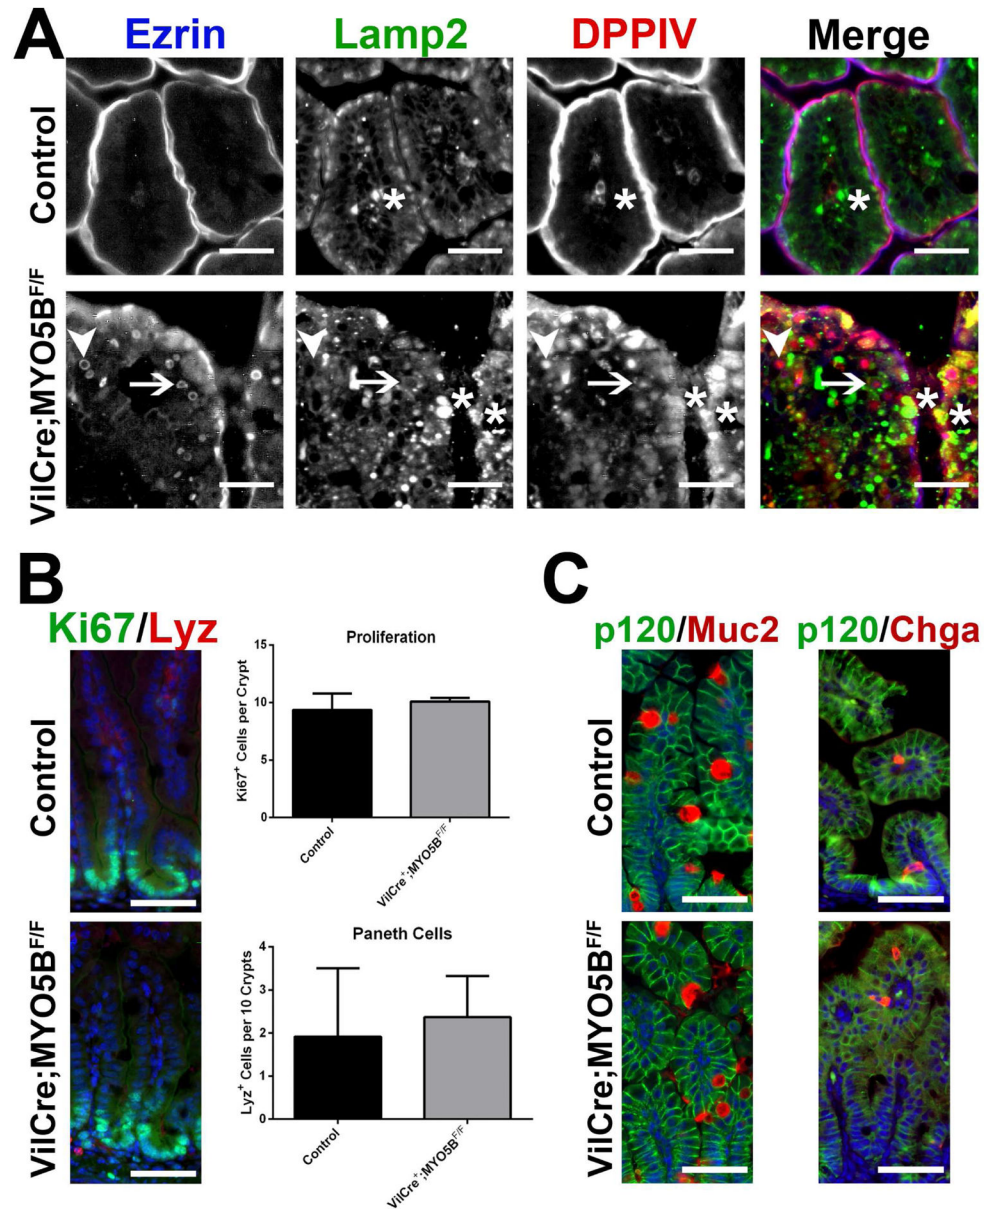 A
Ezrin Lamp2 DPPIV Merge
Control
* * *
VilCre;MYO5B^F/F
* * * * * *
B
Ki67/Lyz
Control
VilCre;MYO5B^F/F
Proliferation
Ki67⁺ Cells per Crypt
15
10
5
0
Control
VilCre⁺;MYO5B^F/F
Paneth Cells
Lyz⁺ Cells per 10 Crypts
4
3
2
1
0
Control
VilCre⁺;MYO5B^F/F
C
p120/Muc2 p120/Chga
Control
VilCre;MYO5B^F/F